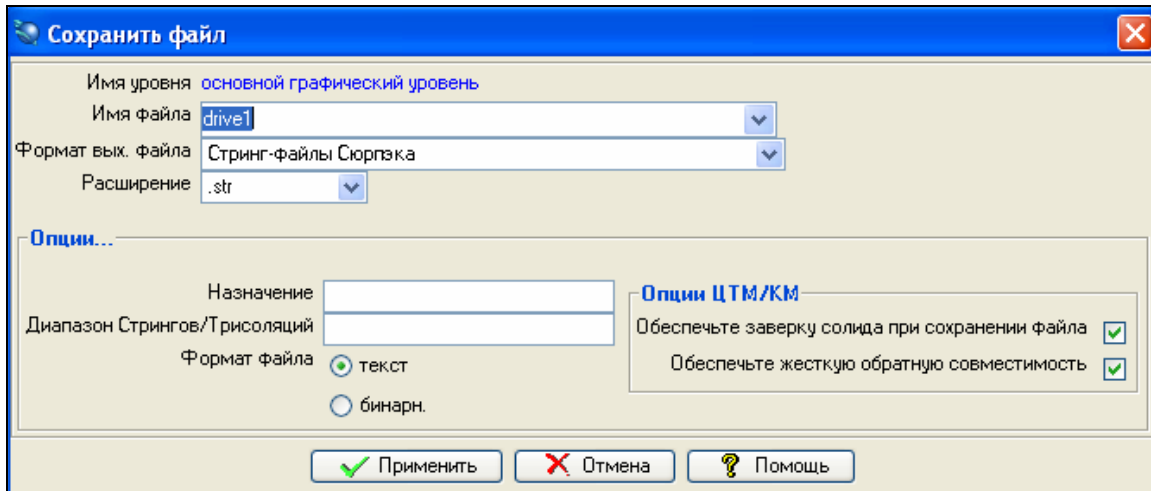 Сохранить файл
Имя уровня основной графический уровень
Имя файла drive1
Формат вых. файла Стринг-файлы Сюрпэка
Расширение .str
Опции...
Назначение
Диапазон Стрингов/Трисоляций
Формат файла текст
бинарн.
Опции ЦТМ/КМ
Обеспечьте заверку солида при сохранении файла
Обеспечьте жесткую обратную совместимость
Применить Отмена Помощь